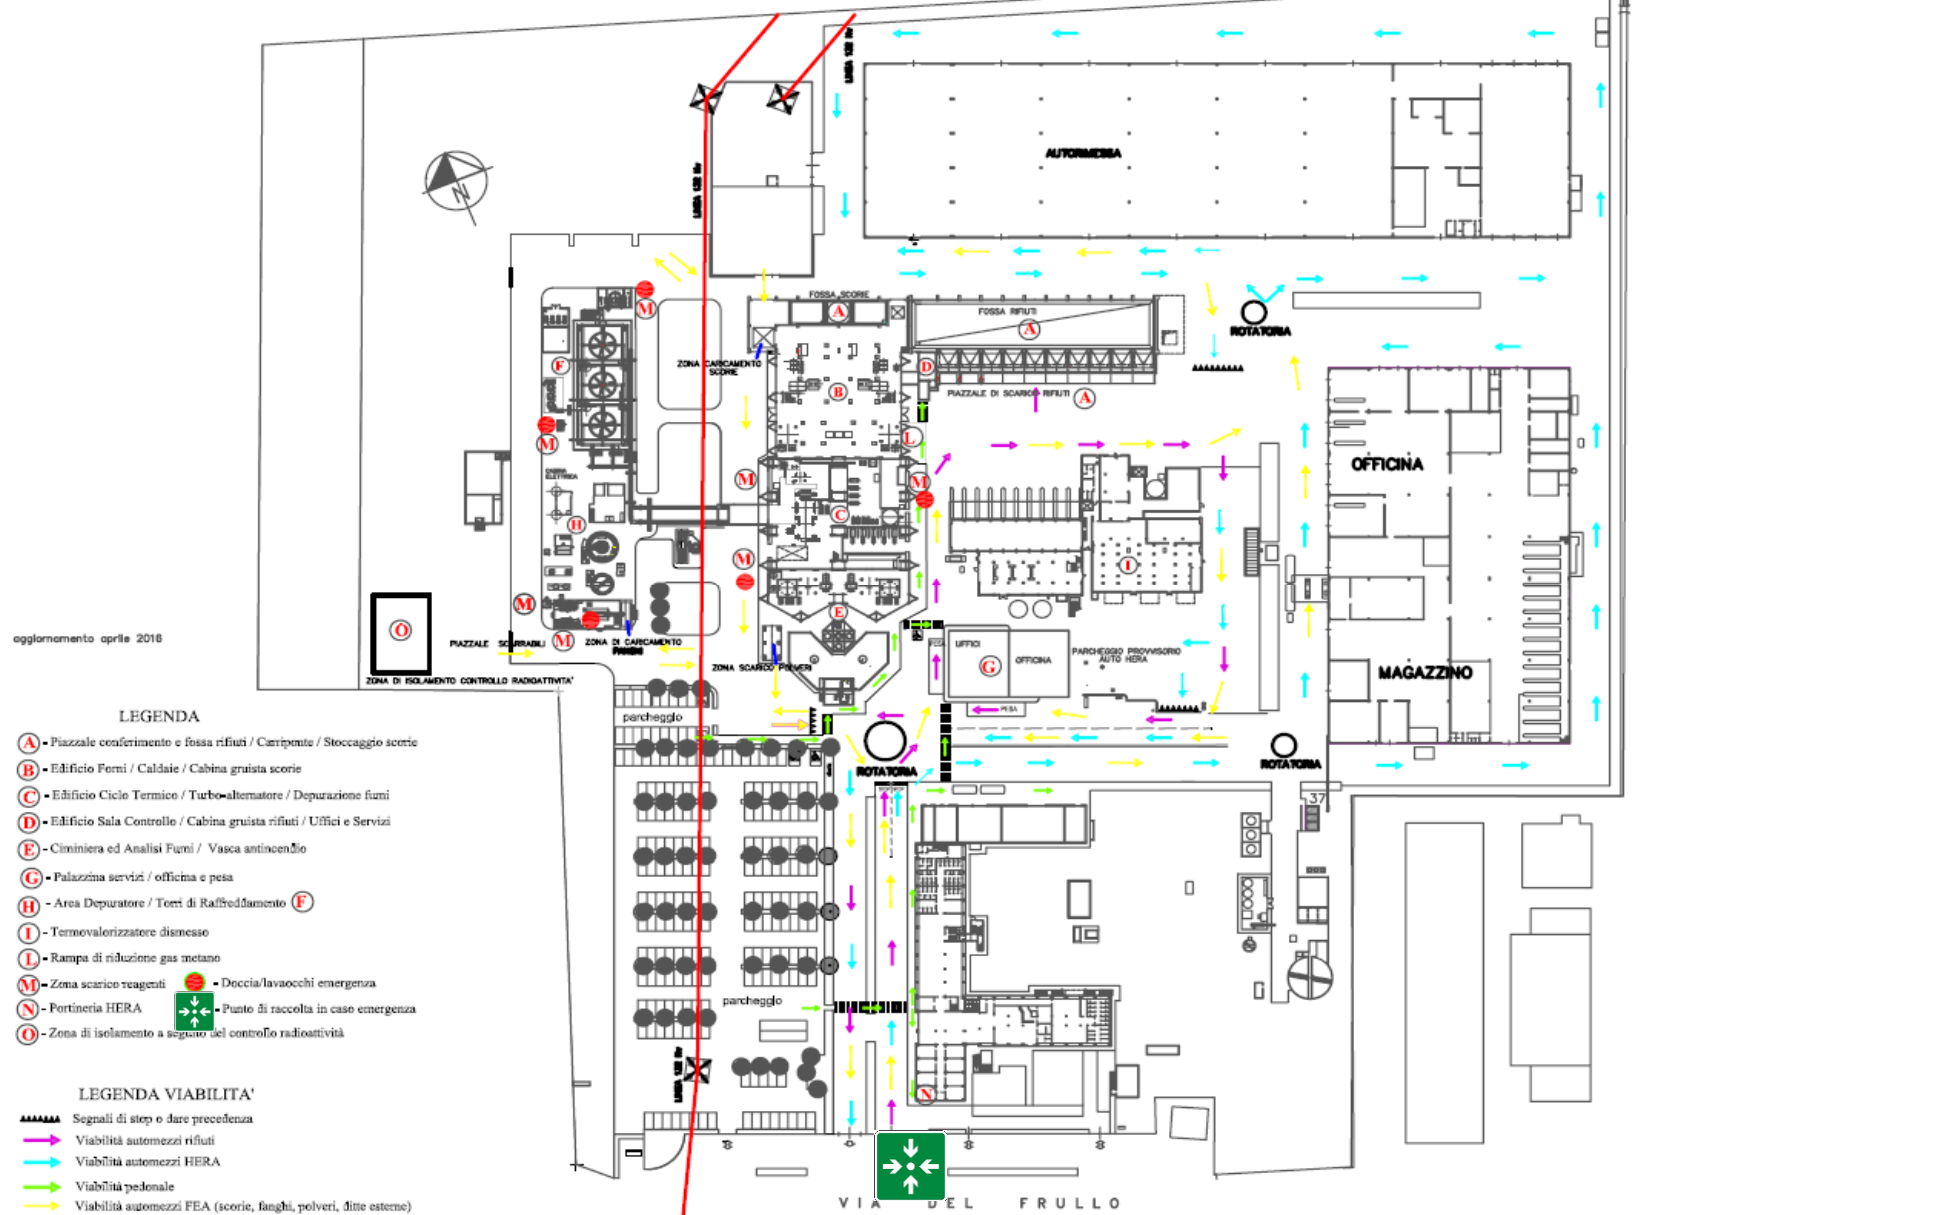 LINEA 132 Kv
LINEA 132 Kv
AUTORIMESSA
N
FOSSA SCORIE
A
FOSSA RIFIUTI
A
M
ROTATORIA
ZONA CARICAMENTO
SCORIE
F
D
B
PIAZZALE DI SCARICO RIFIUTI
A
M
L
OFFICINA
CABINA
ELETTRICA
M
M
C
H
M
I
M
E
O
aggiornamento aprile 2016
PIAZZALE SCARRABILI
M
ZONA DI CARICAMENTO
FANGHI
ZONA SCARICO POLVERI
PESA
UFFICI
OFFICINA
G
PARCHEGGIO PROVVISORIO
AUTO HERA
MAGAZZINO
ZONA DI ISOLAMENTO CONTROLLO RADIOATTIVITA'
PESA
parcheggio
ROTATORIA
ROTATORIA
37
parcheggio
LINEA 132 Kv
N
VIA DEL FRULLO
LEGENDA
A - Piazzale conferimento e fossa rifiuti / Carriponte / Stoccaggio scorie
B - Edificio Forni / Caldaie / Cabina gruista scorie
C - Edificio Ciclo Termico / Turbo-alternatore / Depurazione fumi
D - Edificio Sala Controllo / Cabina gruista rifiuti / Uffici e Servizi
E - Ciminiera ed Analisi Fumi / Vasca antincendio
G - Palazzina servizi / officina e pesa
H - Area Depuratore / Torri di Raffreddamento F
I - Termovalorizzatore dismesso
L - Rampa di riduzione gas metano
M - Zona scarico reagenti - Doccia/lavaocchi emergenza
N - Portineria HERA - Punto di raccolta in caso emergenza
O - Zona di isolamento a seguito del controllo radioattività
LEGENDA VIABILITA'
Segnali di stop o dare precedenza
Viabilità automezzi rifiuti
Viabilità automezzi HERA
Viabilità pedonale
Viabilità automezzi FEA (scorie, fanghi, polveri, ditte esterne)